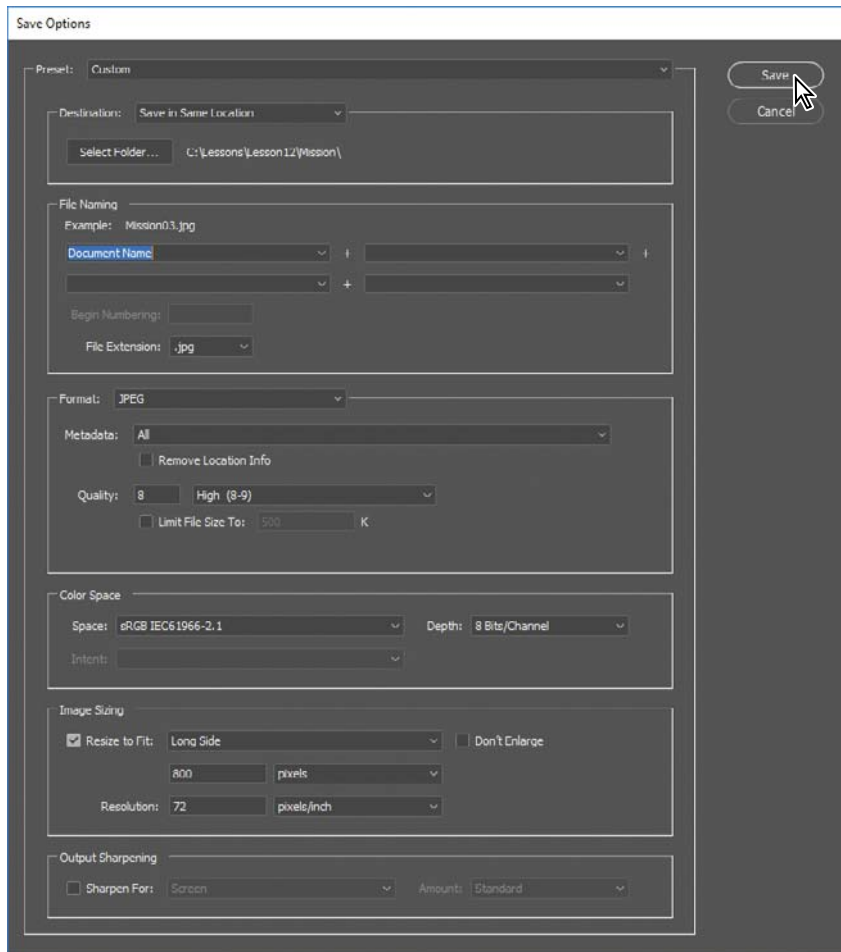 Save Options
Preset: Custom
Save
Destination: Save in Same Location
Cancel
Select Folder... C:\Lessons\Lesson12\Mission\
File Naming
Example: Mission03.jpg
Document Name + +
+
Begin Numbering:
File Extension: .jpg
Format: JPEG
Metadata: All
Remove Location Info
Quality: 8 High (8-9)
Limit File Size To: 500 K
Color Space
Space: sRGB IEC61966-2.1 Depth: 8 Bits/Channel
Intent:
Image Sizing
Resize to Fit: Long Side Don't Enlarge
800 pixels
Resolution: 72 pixels/inch
Output Sharpening
Sharpen For: Screen Amount: Standard